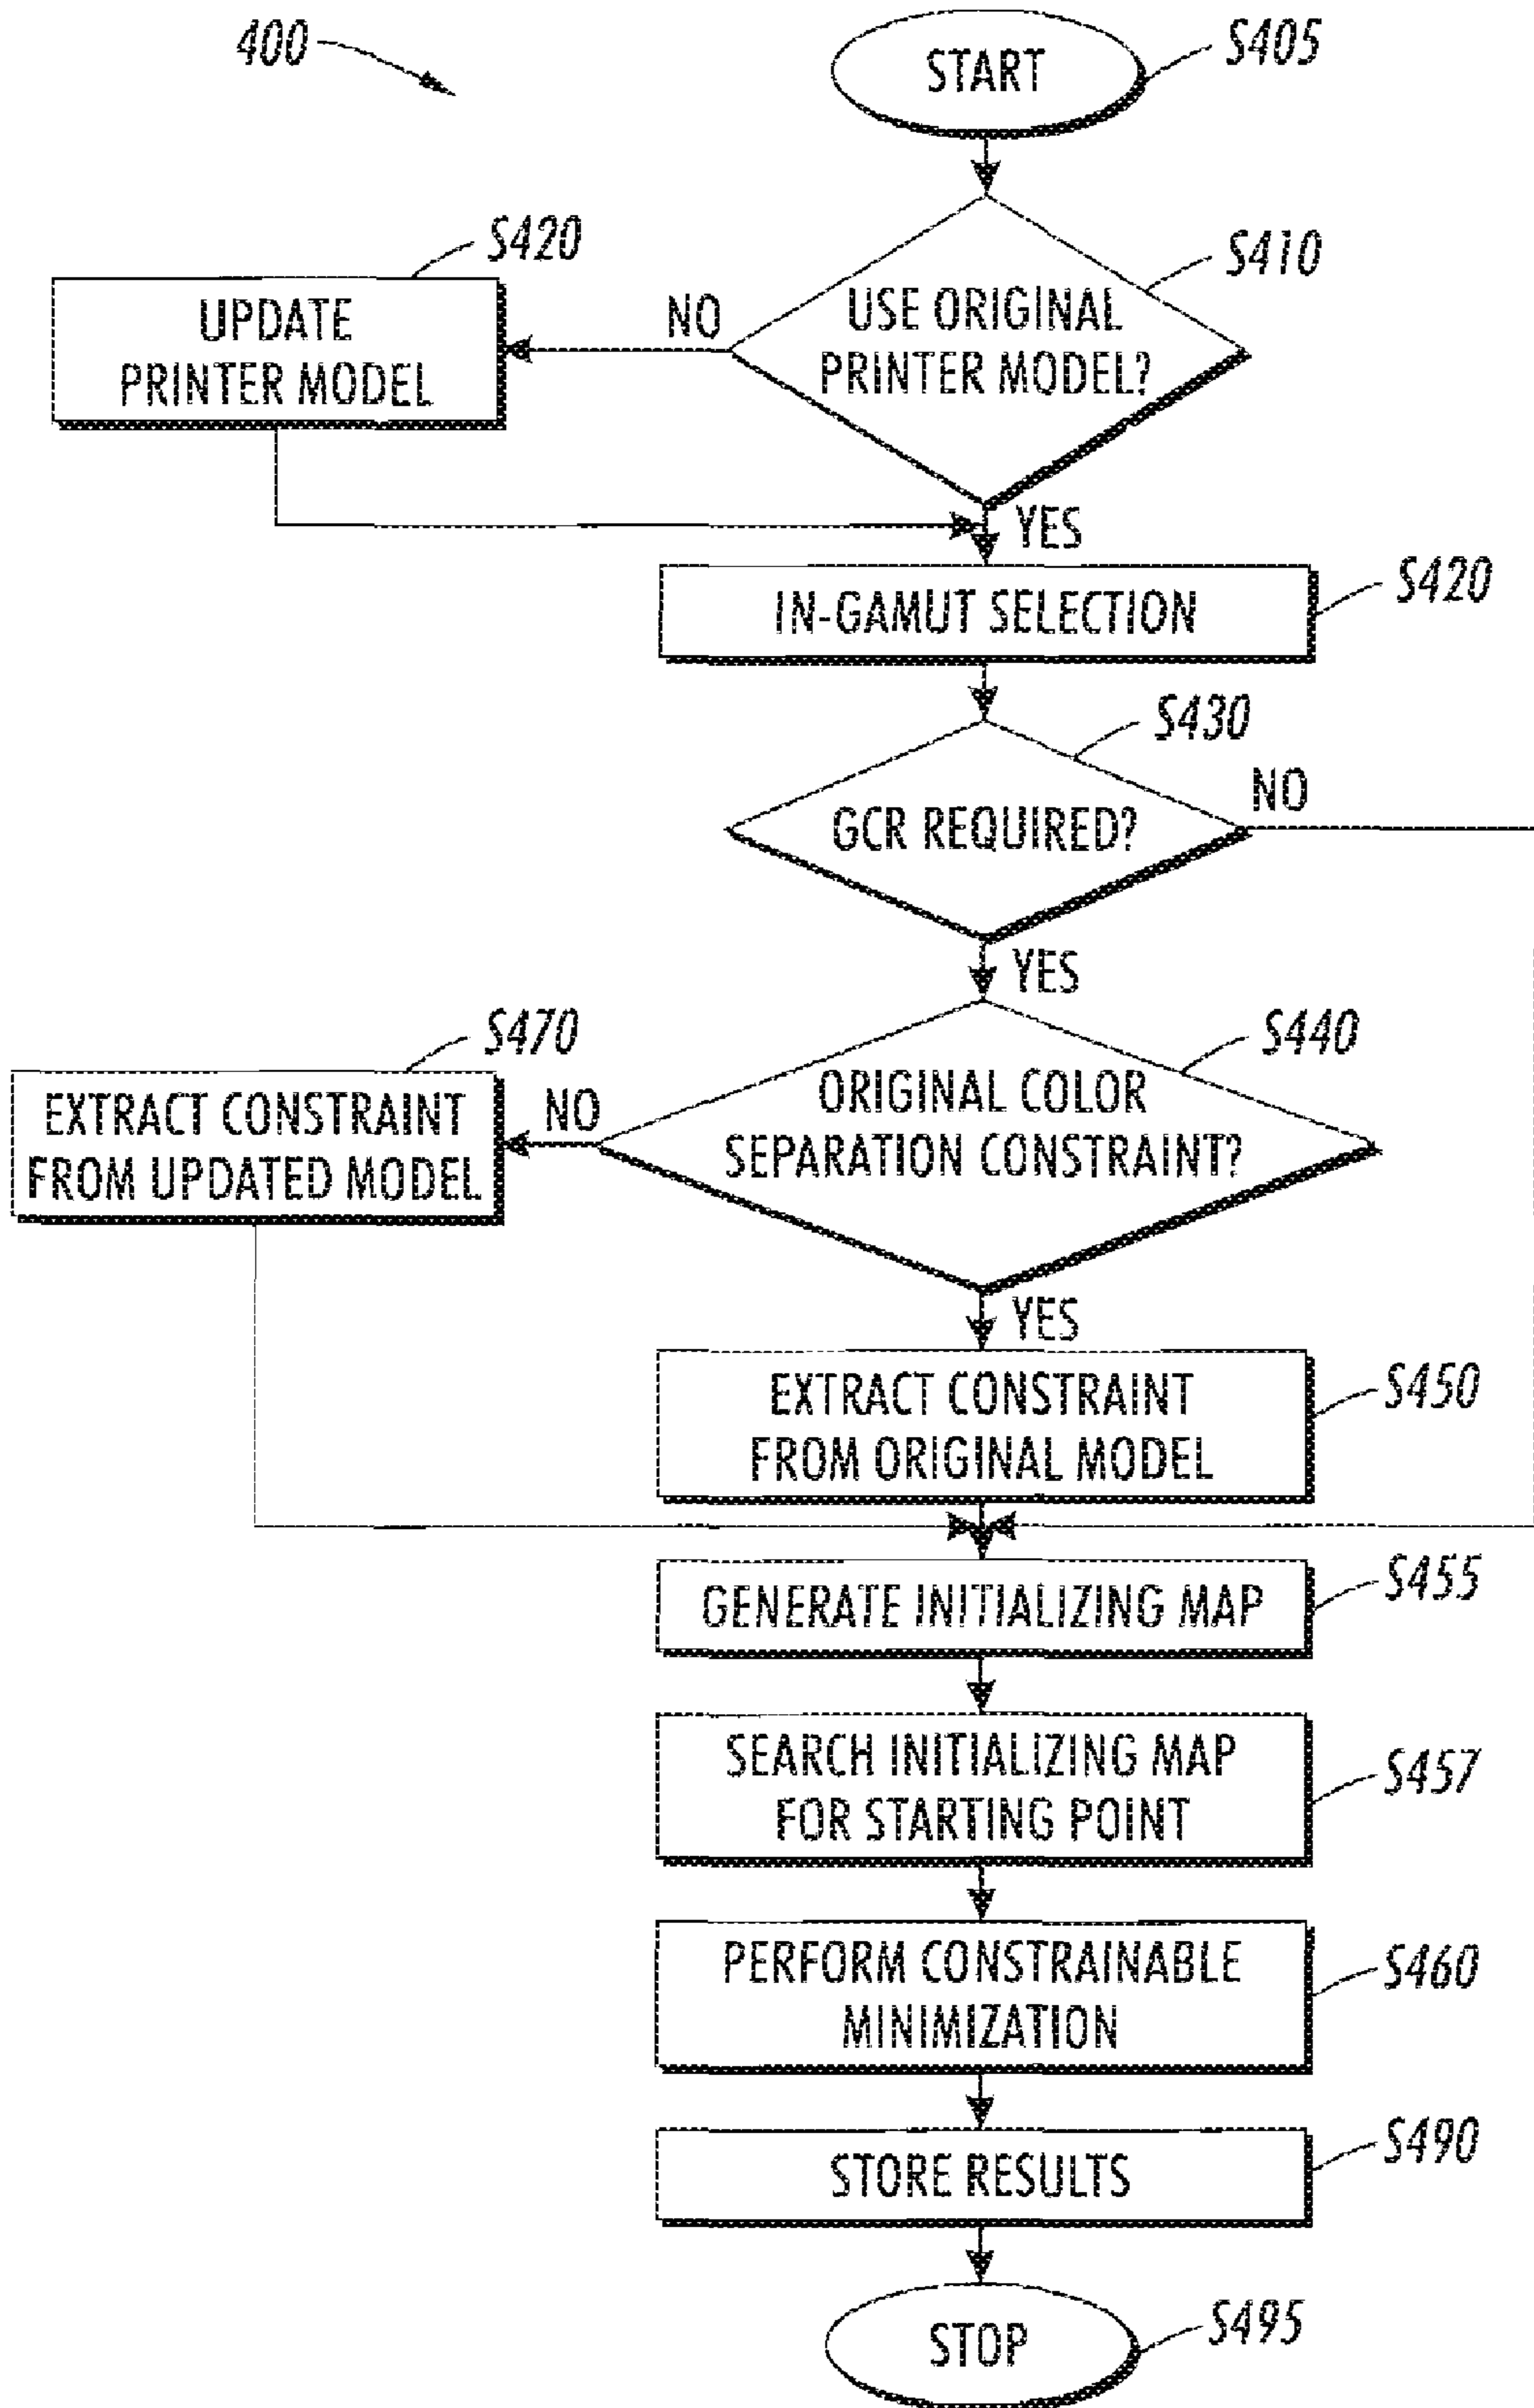 400
START
S405
S420
S410
UPDATE
PRINTER MODEL
NO
USE ORIGINAL
PRINTER MODEL?
YES
IN-GAMUT SELECTION
S420
S430
GCR REQUIRED?
NO
YES
S470
S440
EXTRACT CONSTRAINT
FROM UPDATED MODEL
NO
ORIGINAL COLOR
SEPARATION CONSTRAINT?
YES
EXTRACT CONSTRAINT
FROM ORIGINAL MODEL
S450
GENERATE INITIALIZING MAP
S455
SEARCH INITIALIZING MAP
FOR STARTING POINT
S457
PERFORM CONSTRAINABLE
MINIMIZATION
S460
STORE RESULTS
S490
STOP
S495